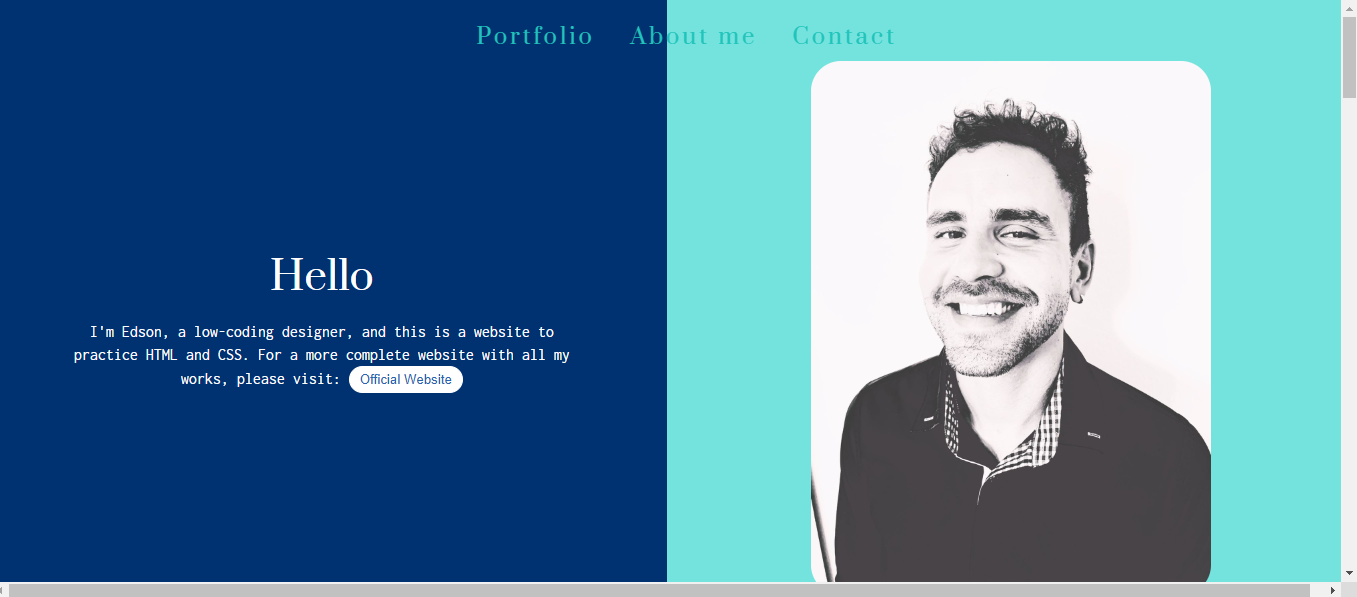 Portfolio About me Contact
Hello
I'm Edson, a low-coding designer, and this is a website to
practice HTML and CSS. For a more complete website with all my
works, please visit: Official Website